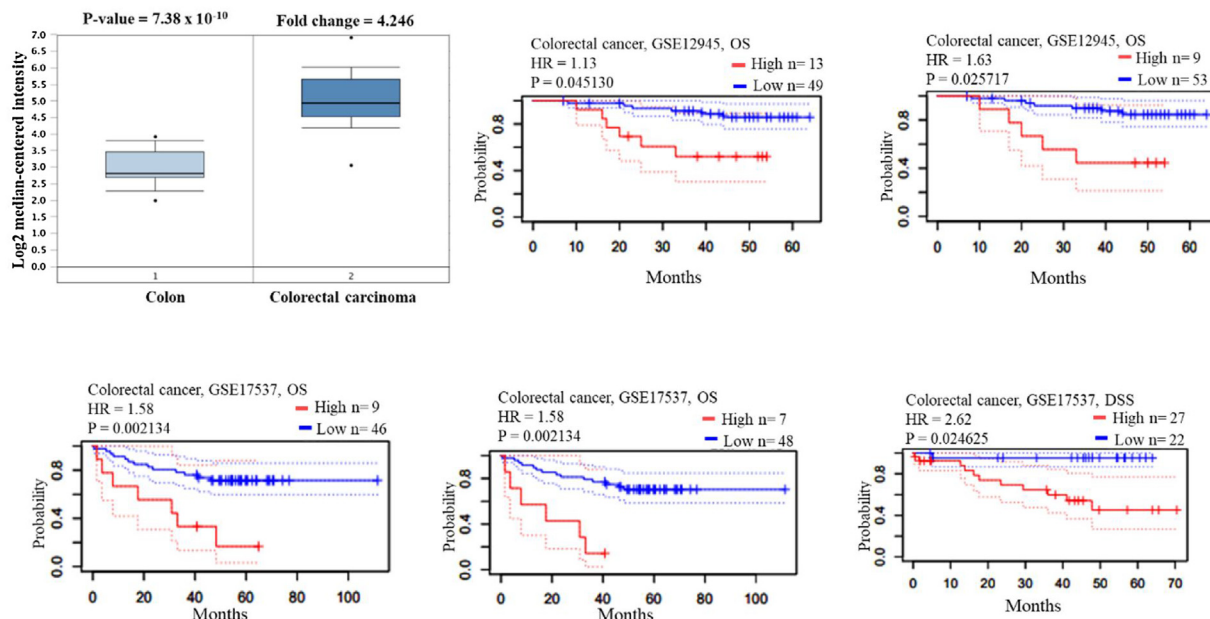 P-value = 7.38 x 10⁻¹⁰
Fold change = 4.246
Log2 median-centered Intensity
7.0
6.5
6.0
5.5
5.0
4.5
4.0
3.5
3.0
2.5
2.0
1.5
1.0
0.5
0.0
1
2
Colon
Colorectal carcinoma
Colorectal cancer, GSE12945, OS
HR = 1.13
High n= 13
P = 0.045130
Low n= 49
Probability
0.8
0.4
0.0
0 10 20 30 40 50 60
Months
Colorectal cancer, GSE12945, OS
HR = 1.63
High n= 9
P = 0.025717
Low n= 53
Probability
0.8
0.4
0.0
0 10 20 30 40 50 60
Months
Colorectal cancer, GSE17537, OS
HR = 1.58
High n= 9
P = 0.002134
Low n= 46
Probability
0.8
0.4
0.0
0 20 40 60 80 100
Months
Colorectal cancer, GSE17537, OS
HR = 1.58
High n= 7
P = 0.002134
Low n= 48
Probability
0.8
0.4
0.0
0 20 40 60 80 100
Months
Colorectal cancer, GSE17537, DSS
HR = 2.62
High n= 27
P = 0.024625
Low n= 22
Probability
0.8
0.4
0.0
0 10 20 30 40 50 60 70
Months